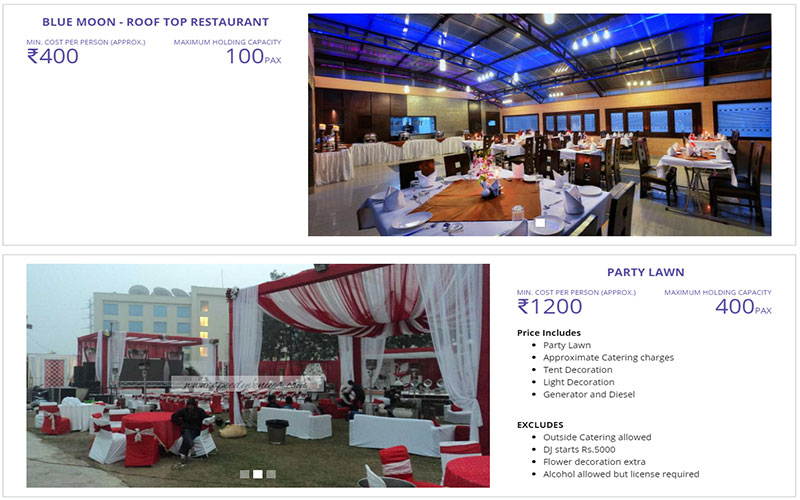 BLUE MOON - ROOF TOP RESTAURANT
MIN. COST PER PERSON (APPROX.)
MAXIMUM HOLDING CAPACITY
₹400
100PAX
PARTY LAWN
MIN. COST PER PERSON (APPROX.)
MAXIMUM HOLDING CAPACITY
₹1200
400PAX
Price Includes
Party Lawn
Approximate Catering charges
Tent Decoration
Light Decoration
Generator and Diesel
EXCLUDES
Outside Catering allowed
DJ starts Rs.5000
Flower decoration extra
Alcohol allowed but license required